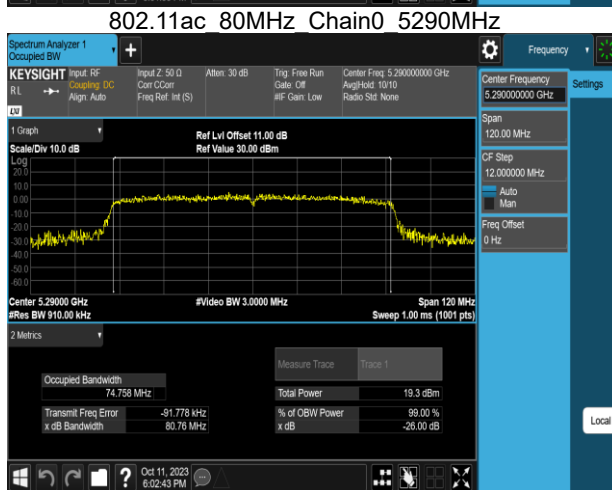 802.11ac_80MHz_Chain0_5290MHz
Spectrum Analyzer 1
Occupied BW
Frequency
KEYSIGHT
RL
Input: RF
Coupling: DC
Align: Auto
Input Z: 50 Ω
Corr CCorr
Freq Ref: Int (S)
Atten: 30 dB
Trig: Free Run
Gate: Off
#IF Gain: Low
Center Freq: 5.290000000 GHz
Avg|Hold: 10/10
Radio Std: None
LXI
Center Frequency
5.290000000 GHz
Settings
Span
120.00 MHz
CF Step
12.000000 MHz
Auto
Man
Freq Offset
0 Hz
Local
1 Graph
Scale/Div 10.0 dB
Ref Lvl Offset 11.00 dB
Ref Value 30.00 dBm
Log
20.0
10.0
0.00
-10.0
-20.0
-30.0
-40.0
-50.0
-60.0
Center 5.29000 GHz
#Video BW 3.0000 MHz
Span 120 MHz
#Res BW 910.00 kHz
Sweep 1.00 ms (1001 pts)
2 Metrics
Measure Trace
Trace 1
Occupied Bandwidth
74.758 MHz
Total Power
19.3 dBm
Transmit Freq Error
-91.778 kHz
% of OBW Power
99.00 %
x dB Bandwidth
80.76 MHz
x dB
-26.00 dB
?
Oct 11, 2023
6:02:43 PM